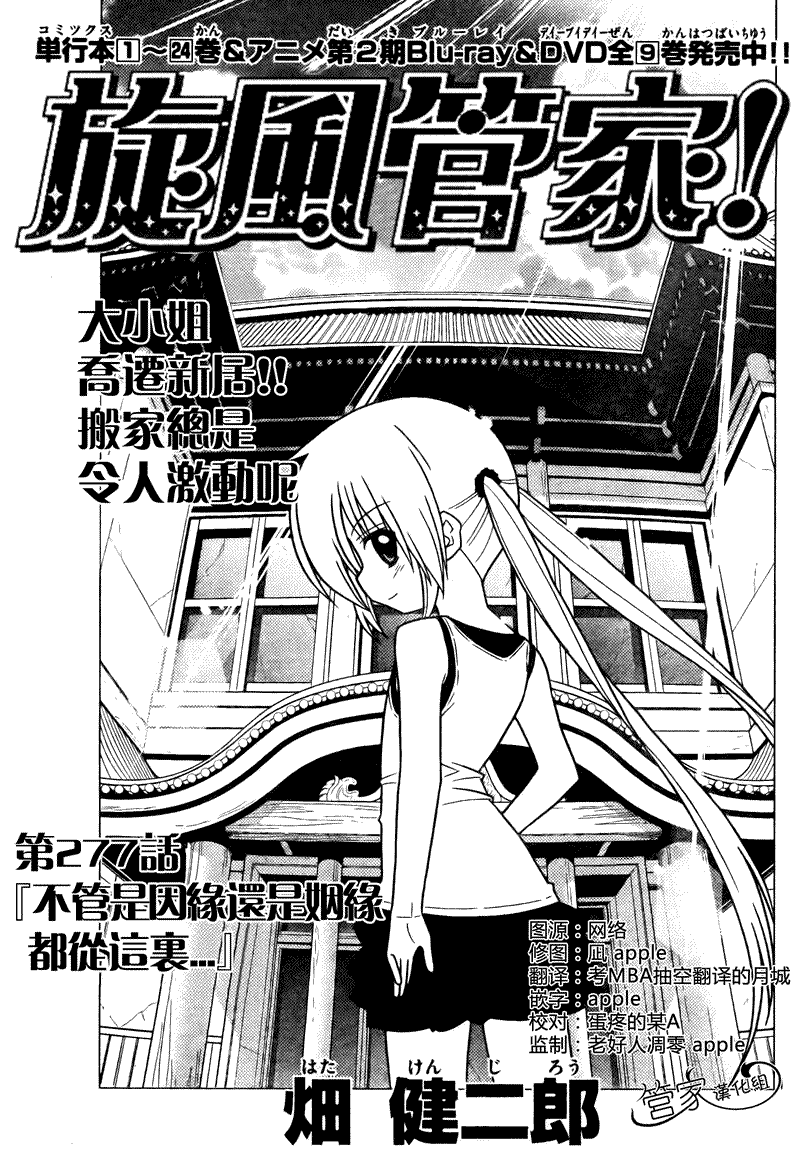 コミックス かん だい き ブルーレイ ディーブイディーぜん かんはつばいちゅう
単行本1～24巻&アニメ第2期Blu-ray&DVD全9巻発売中!!
旋風管家!
大小姐
喬遷新居!!
搬家總是
令人激動呢
第277話
『不管是因緣還是姻緣
都從這裏...』
图源：网络
修图：凪 apple
翻译：考MBA抽空翻译的月城
嵌字：apple
校对：蛋疼的某A
监制：老好人凋零 apple
はた けん じ ろう
畑 健二郎
管家 漢化組